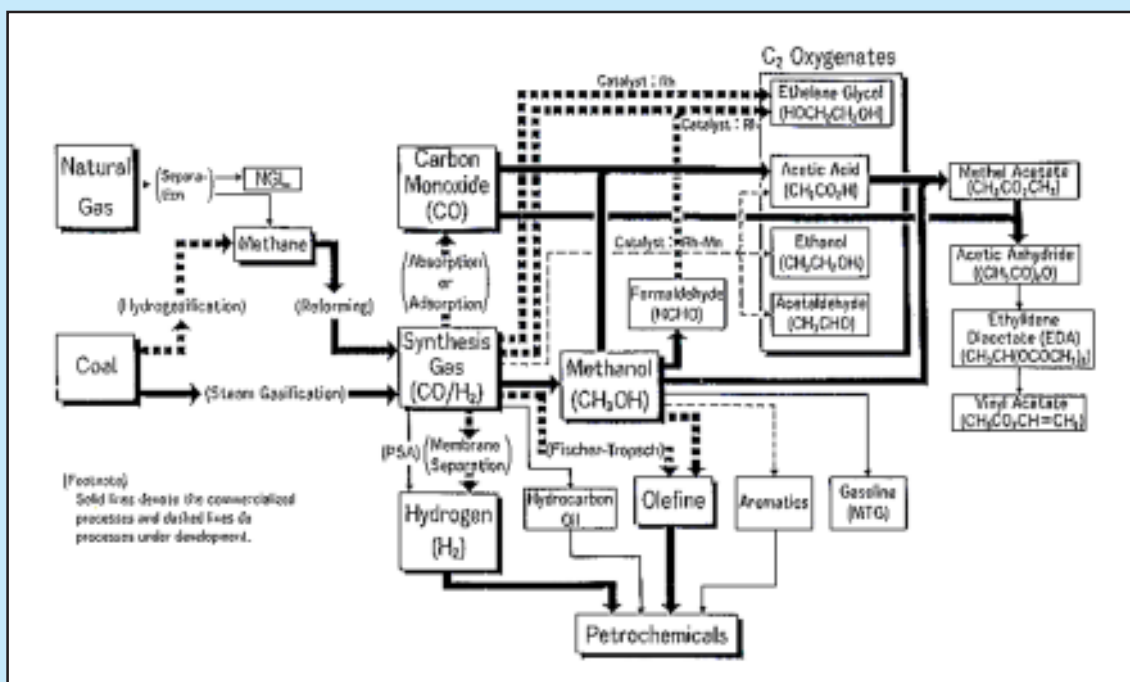 C₂ Oxygenates
Catalyst : Rh
Ethylene Glycol
(HOCH₂CH₂OH)
Catalyst : Rh
Natural
Gas
(Separa-
tion)
NGL
Carbon
Monoxide
(CO)
Acetic Acid
(CH₃CO₂H)
Methel Acetate
(CH₃CO₂CH₃)
Methane
(Absorption
or
Adsorption)
Catalyst : Rh-Mn
Ethanol
(CH₃CH₂OH)
Acetic Anhydride
((CH₃CO)₂O)
(Hydrogasification)
(Reforming)
Formaldehyde
(HCHO)
Acetaldehyde
(CH₃CHO)
Ethylidene
Diacetate (EDA)
(CH₃CH(OCOCH₃)₂)
Coal
(Steam Gasification)
Synthesis
Gas
(CO/H₂)
Methanol
(CH₃OH)
Vinyl Acetate
(CH₃CO₂CH=CH₂)
(PSA)
(Membrane
Separation)
(Fischer-Tropsch)
(Footnote)
Solid lines denote the commercialized
processes and dashed lines do
processes under development.
Hydrogen
(H₂)
Hydrocarbon
Oil
Olefine
Aromatics
Gasoline
(MTG)
Petrochemicals